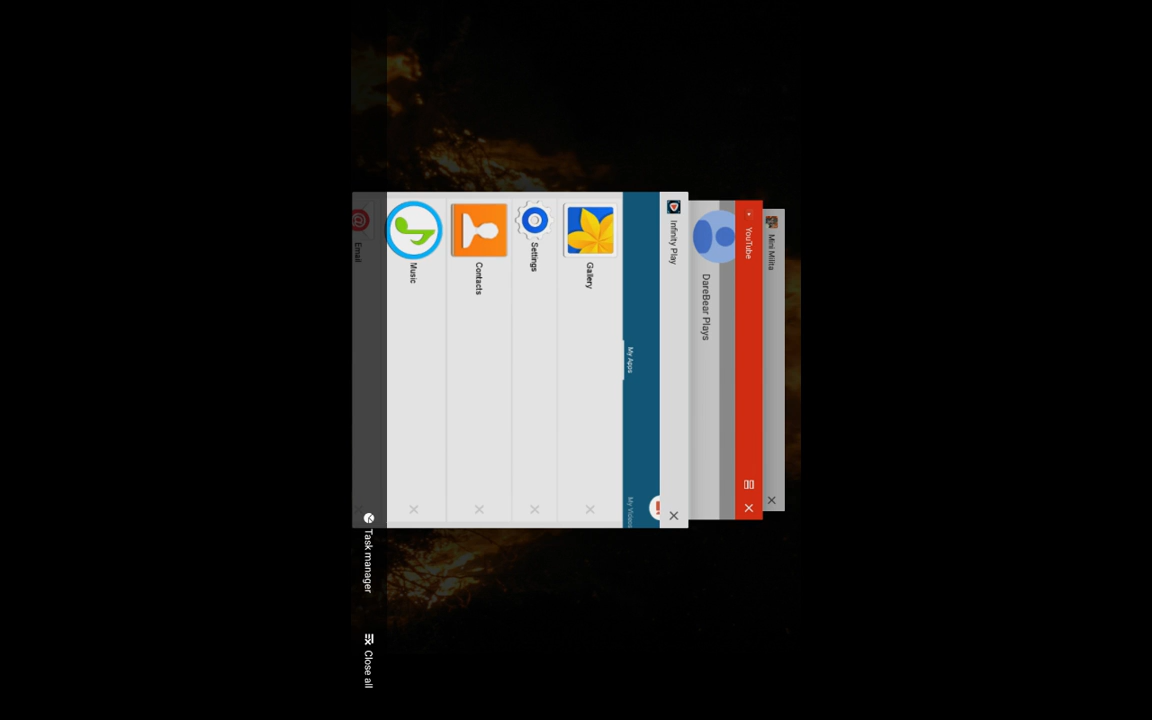 Mini Milita
YouTube
DareBear Plays
Infinity Play
My Apps
My Videos
Gallery
Settings
Contacts
Music
Email
Task manager
Close all